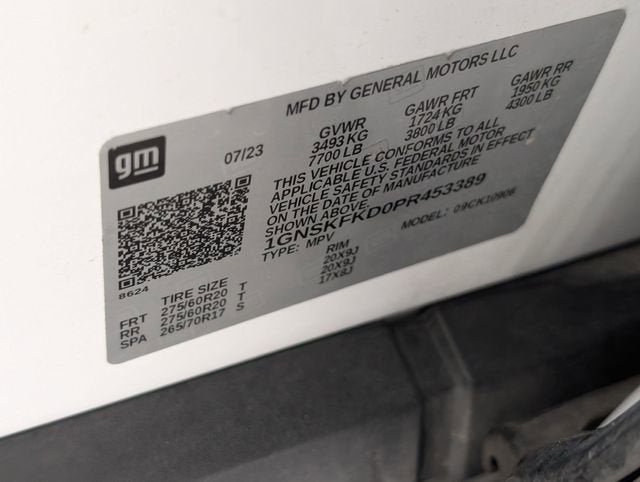 MFD BY GENERAL MOTORS LLC
gm
07/23
GVWR GAWR FRT GAWR RR
3493 KG 1724 KG 1950 KG
7700 LB 3800 LB 4300 LB
THIS VEHICLE CONFORMS TO ALL
APPLICABLE U.S. FEDERAL MOTOR
VEHICLE SAFETY STANDARDS IN EFFECT
ON THE DATE OF MANUFACTURE
SHOWN ABOVE.
1GNSKFKD0PR453389
TYPE: MPV MODEL: 09CK10906
8624
TIRE SIZE RIM
FRT 275/60R20 T 20X9J
RR 275/60R20 T 20X9J
SPA 265/70R17 S 17X8J